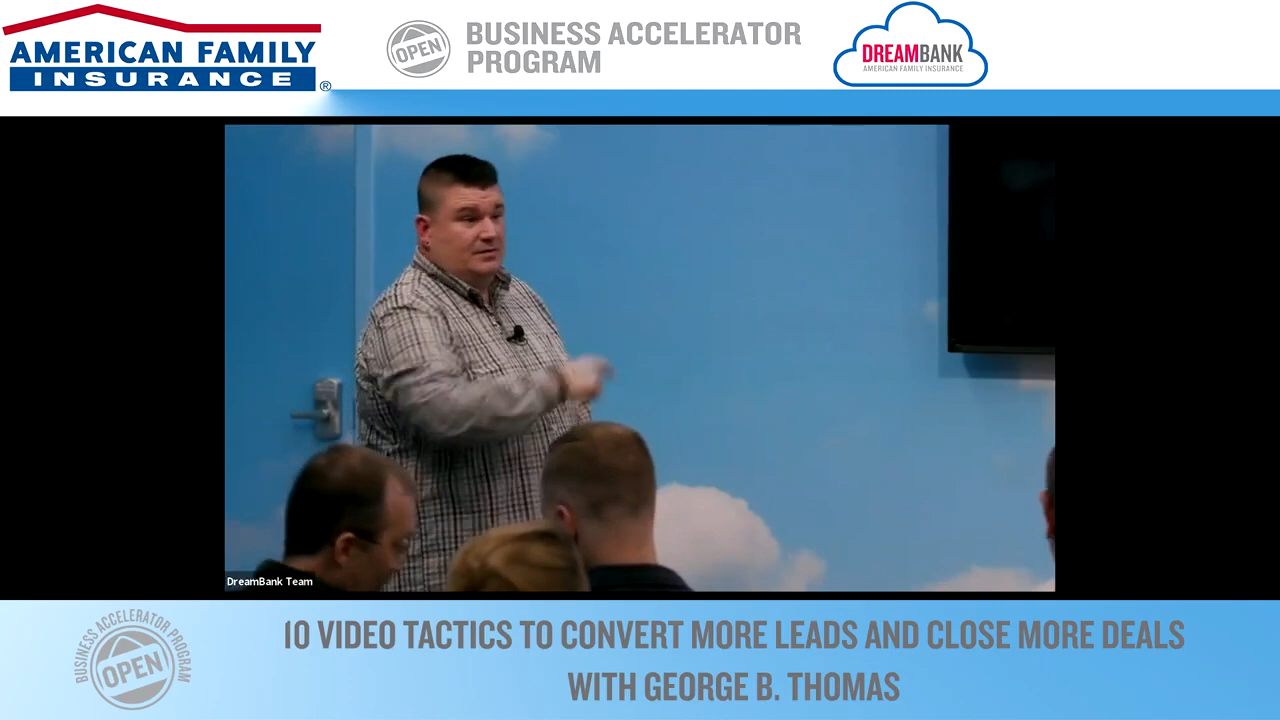 AMERICAN FAMILY
INSURANCE ®
OPEN
BUSINESS ACCELERATOR
PROGRAM
DREAMBANK
AMERICAN FAMILY INSURANCE
DreamBank Team
BUSINESS ACCELERATOR PROGRAM
OPEN
10 VIDEO TACTICS TO CONVERT MORE LEADS AND CLOSE MORE DEALS
WITH GEORGE B. THOMAS